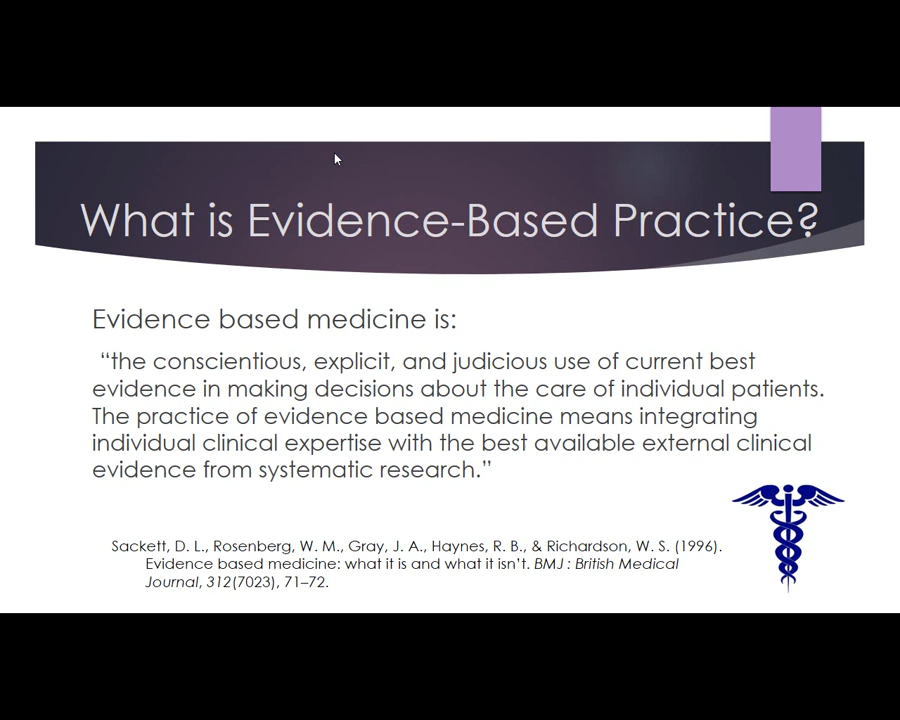 What is Evidence-Based Practice?
Evidence based medicine is:
“the conscientious, explicit, and judicious use of current best
evidence in making decisions about the care of individual patients.
The practice of evidence based medicine means integrating
individual clinical expertise with the best available external clinical
evidence from systematic research.”
Sackett, D. L., Rosenberg, W. M., Gray, J. A., Haynes, R. B., & Richardson, W. S. (1996).
Evidence based medicine: what it is and what it isn’t. BMJ : British Medical
Journal, 312(7023), 71–72.